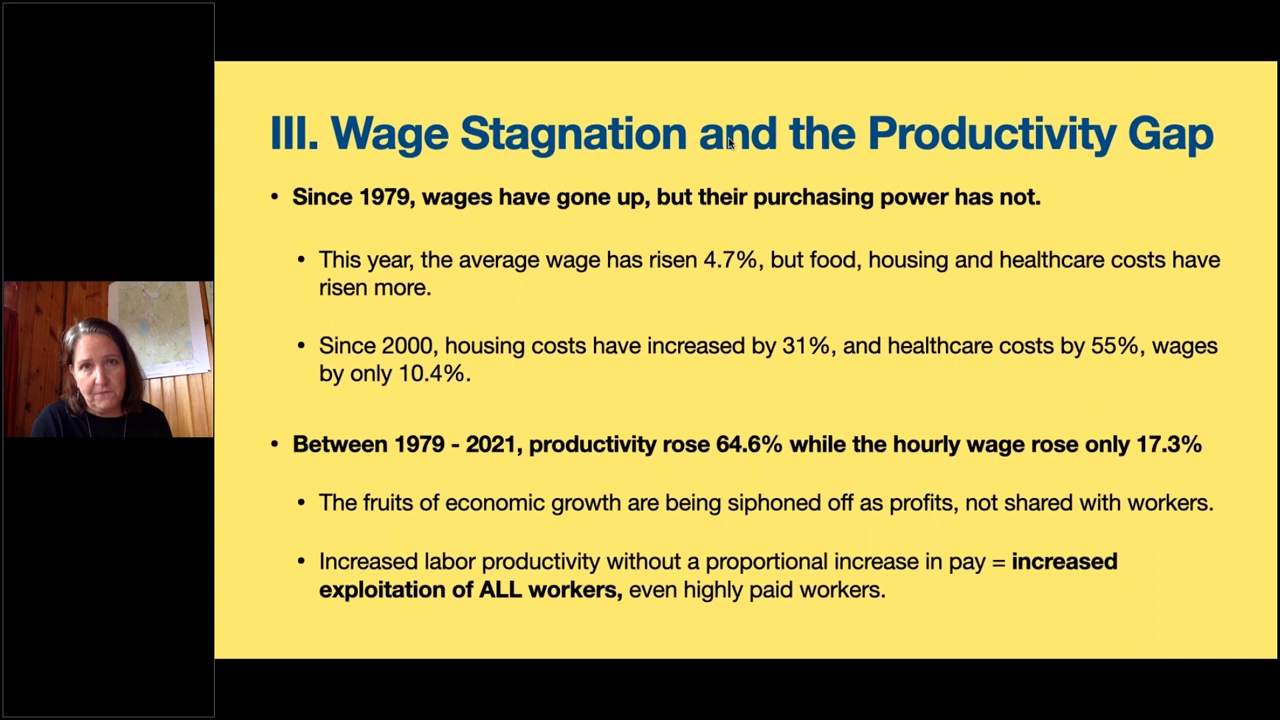 III. Wage Stagnation and the Productivity Gap
• Since 1979, wages have gone up, but their purchasing power has not.
• This year, the average wage has risen 4.7%, but food, housing and healthcare costs have
risen more.
• Since 2000, housing costs have increased by 31%, and healthcare costs by 55%, wages
by only 10.4%.
• Between 1979 - 2021, productivity rose 64.6% while the hourly wage rose only 17.3%
• The fruits of economic growth are being siphoned off as profits, not shared with workers.
• Increased labor productivity without a proportional increase in pay = increased
exploitation of ALL workers, even highly paid workers.